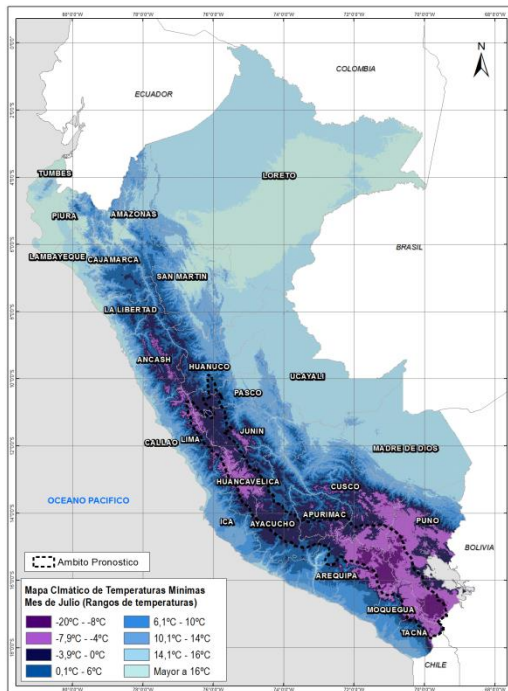 N
COLOMBIA
ECUADOR
TUMBES
LORETO
PIURA
AMAZONAS
BRASIL
LAMBAYEQUE
CAJAMARCA
SAN MARTIN
LA LIBERTAD
ANCASH
HUANUCO
UCAYALI
PASCO
JUNIN
CALLAO
LIMA
MADRE DE DIOS
HUANCAVELICA
CUSCO
OCEANO PACIFICO
ICA
AYACUCHO
APURIMAC
PUNO
BOLIVIA
AREQUIPA
MOQUEGUA
TACNA
CHILE
Ambito Pronostico
Mapa Climático de Temperaturas Minimas
Mes de Julio (Rangos de temperaturas)
-20ºC - -8ºC
6,1ºC - 10ºC
-7,9ºC - -4ºC
10,1ºC - 14ºC
-3,9ºC - 0ºC
14,1ºC - 16ºC
0,1ºC - 6ºC
Mayor a 16ºC